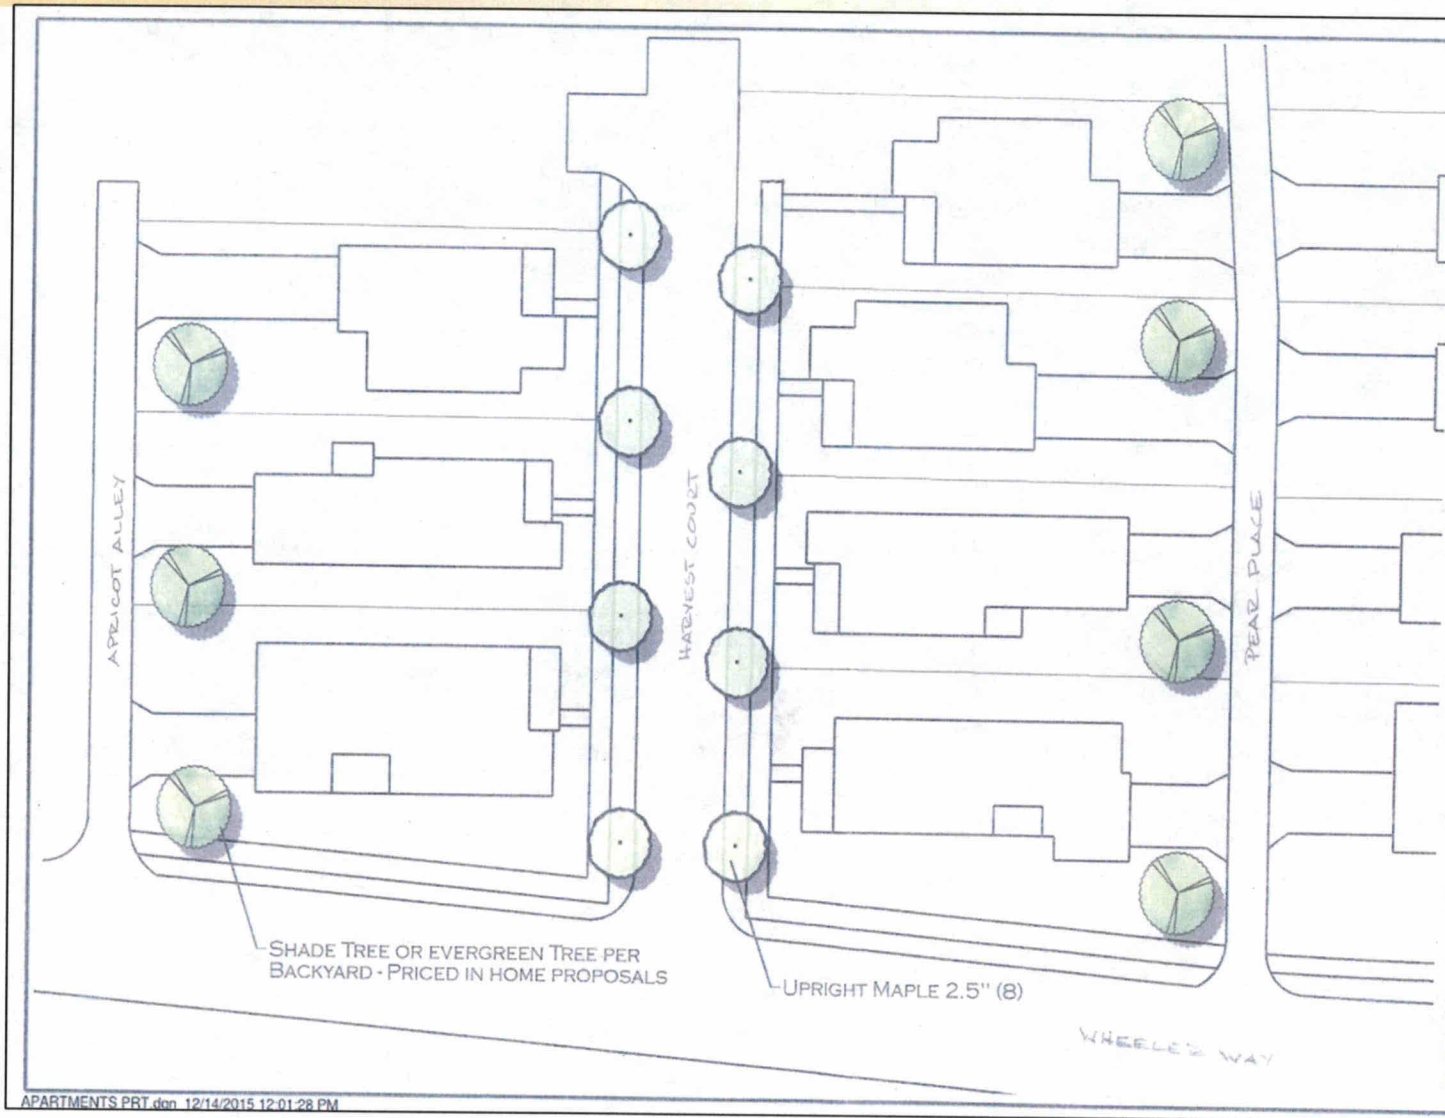 APRICOT ALLEY
HARVEST COURT
PEAR PLACE
SHADE TREE OR EVERGREEN TREE PER
BACKYARD - PRICED IN HOME PROPOSALS
UPRIGHT MAPLE 2.5" (8)
WHEELER WAY
APARTMENTS PRT.dgn 12/14/2015 12:01:28 PM